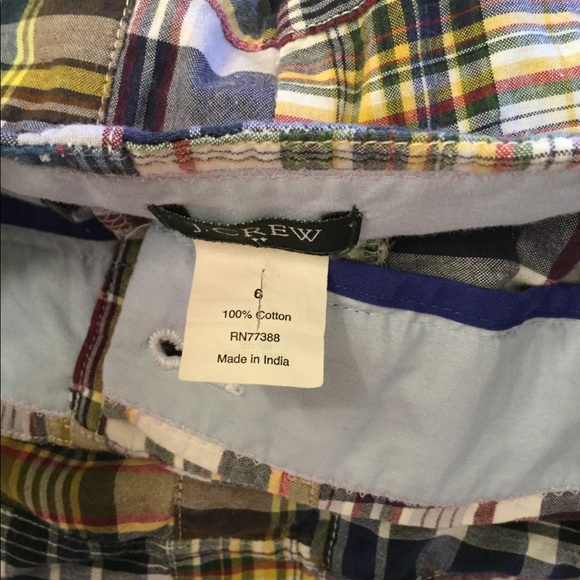 J.CREW
6
100% Cotton
RN77388
Made in India